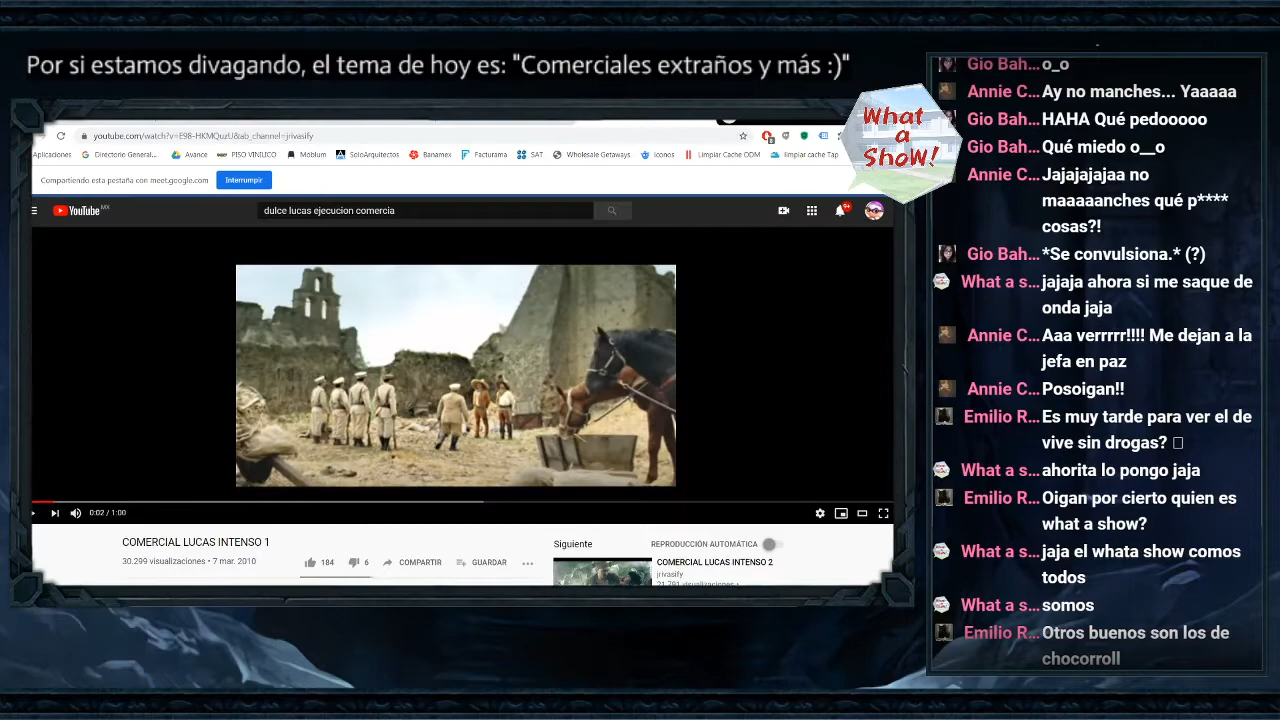 Por si estamos divagando, el tema de hoy es: "Comerciales extraños y más :)"
What
a
ShoW!
youtube.com/watch?v=E98-HKMQuzU&ab_channel=jrivasify
Aplicaciones Directorio General... Avance PISO VINILICO Möblum SoloArquitectos Banamex Facturama SAT Wholesale Getaways Iconos Limpiar Cache ODM limpiar cache Tap
Compartiendo esta pestaña con meet.google.com Interrumpir
YouTube MX dulce lucas ejecucion comercia 9+
0:02 / 1:00
COMERCIAL LUCAS INTENSO 1
30.299 visualizaciones • 7 mar. 2010
184 6 COMPARTIR GUARDAR ...
Siguiente REPRODUCCIÓN AUTOMÁTICA
COMERCIAL LUCAS INTENSO 2
jrivasify
Gio Bah... o_o
Annie C... Ay no manches... Yaaaaa
Gio Bah... HAHA Qué pedooooo
Gio Bah... Qué miedo o__o
Annie C... Jajajajajaa no
maaaaanches qué p****
cosas?!
Gio Bah... *Se convulsiona.* (?)
What a s... jajaja ahora si me saque de
onda jaja
Annie C... Aaa verrrrr!!!! Me dejan a la
jefa en paz
Annie C... Posoigan!!
Emilio R... Es muy tarde para ver el de
vive sin drogas?
What a s... ahorita lo pongo jaja
Emilio R... Oigan por cierto quien es
what a show?
What a s... jaja el whata show comos
todos
What a s... somos
Emilio R... Otros buenos son los de
chocorroll